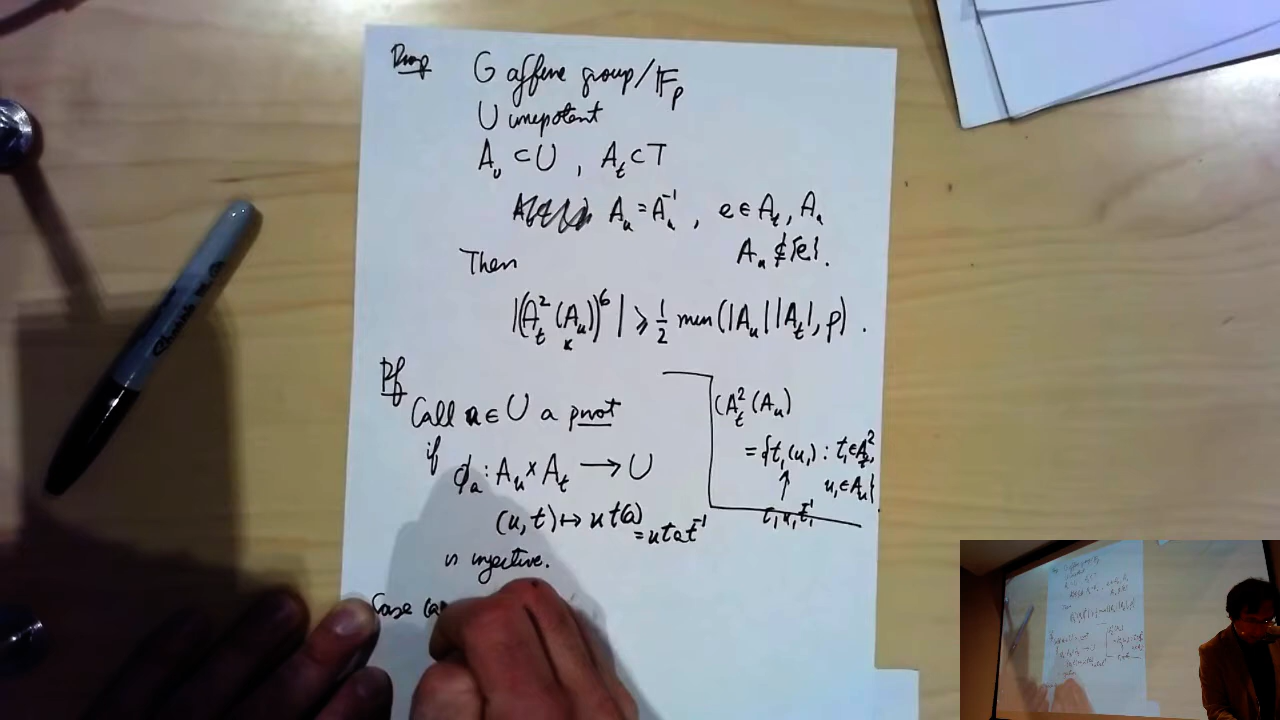 Prop G affine group/𝔽_p
U unipotent
A_u ⊂ U , A_t ⊂ T
A_u = A_u^{-1} , e ∈ A_t, A_u
A_u ⊄ {e}.
Then
|(A_t^2 (A_u))^6| ⩾ 1/2 min(|A_u||A_t|, p) .
Pf
Call a ∈ U a pivot
if ϕ_a : A_u × A_t → U
(u, t) ↦ u t(a)
= u t a t^{-1}
is injective.
(A_t^2 (A_u)
= {t_1(u_1) : t_1 ∈ A_t^2,
u_1 ∈ A_u}
↑
t_1 u_1 t_1^{-1}
Case (a